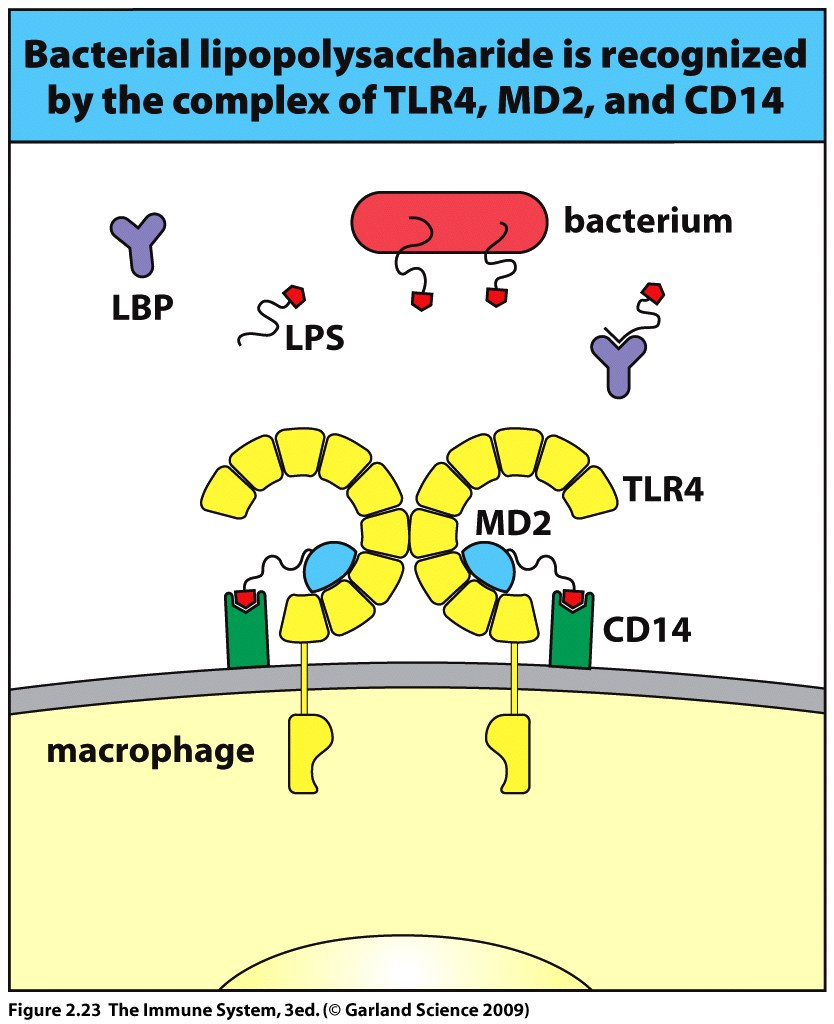 Bacterial lipopolysaccharide is recognized
by the complex of TLR4, MD2, and CD14
bacterium
LBP
LPS
TLR4
MD2
CD14
macrophage
Figure 2.23 The Immune System, 3ed. (© Garland Science 2009)